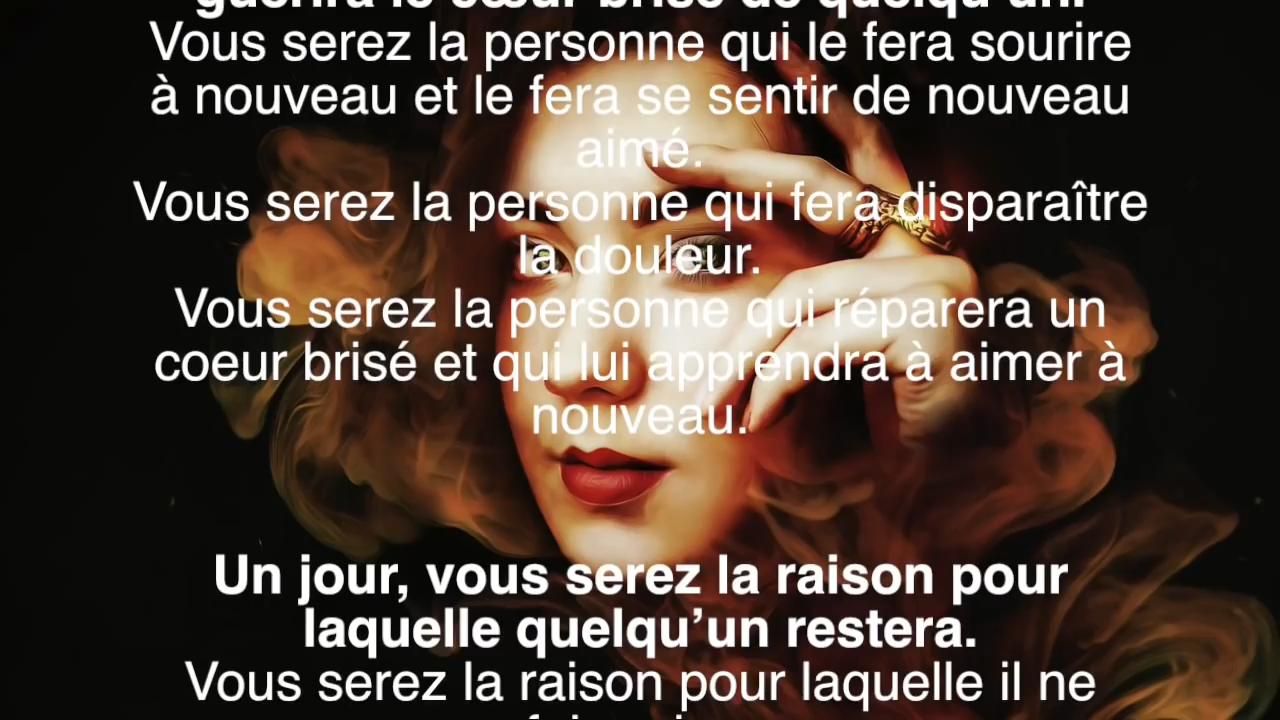 guérira le cœur brisé de quelqu'un.
Vous serez la personne qui le fera sourire
à nouveau et le fera se sentir de nouveau
aimé.
Vous serez la personne qui fera disparaître
la douleur.
Vous serez la personne qui réparera un
coeur brisé et qui lui apprendra à aimer à
nouveau.
Un jour, vous serez la raison pour
laquelle quelqu’un restera.
Vous serez la raison pour laquelle il ne